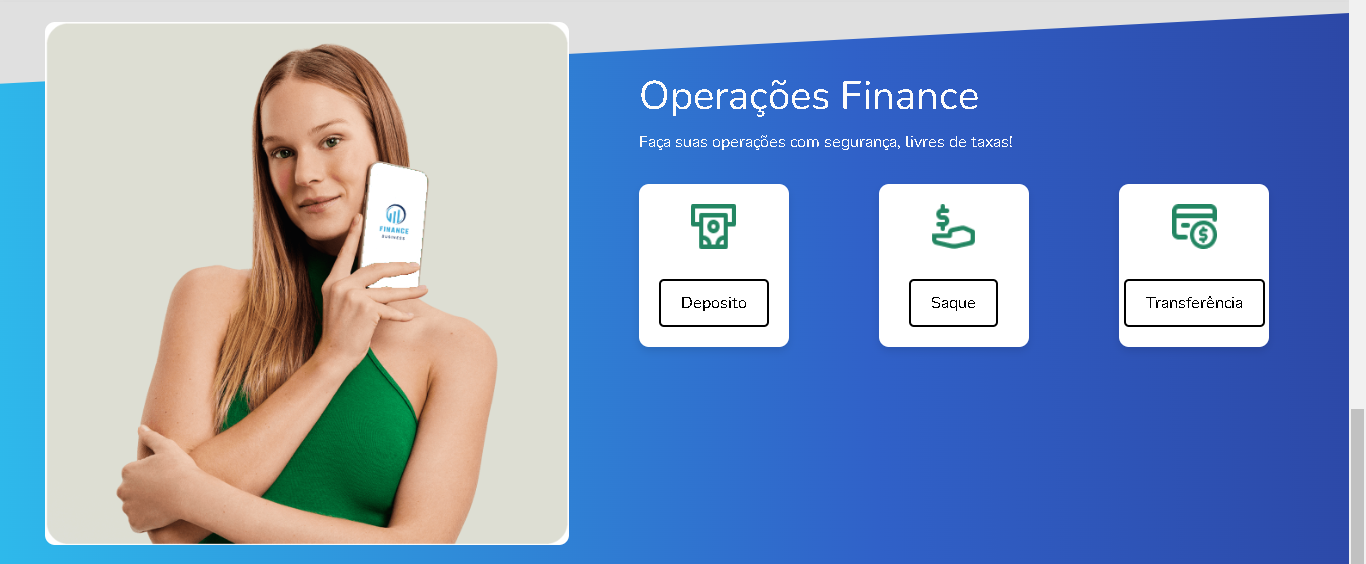 Operações Finance
Faça suas operações com segurança, livres de taxas!
FINANCE
BUSINESS
Deposito
Saque
Transferência